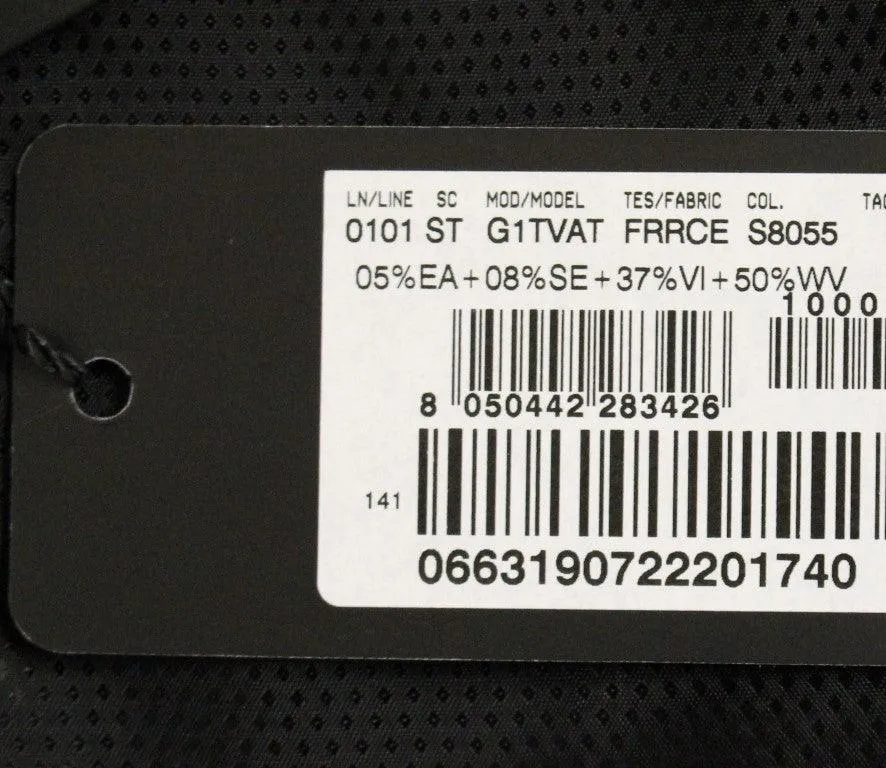 LN/LINE SC MOD/MODEL TES/FABRIC COL.
0101 ST G1TVAT FRRCE S8055
05%EA+08%SE+37%VI+50%WV
1000
8 050442 283426
141
0663190722201740